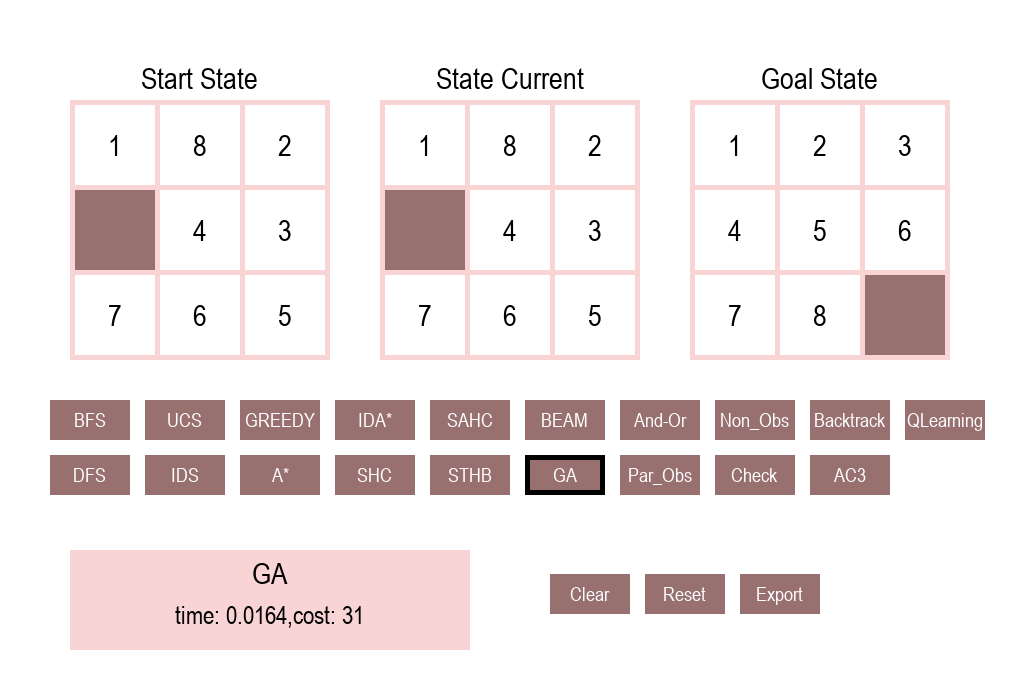 Start State State Current Goal State
1 8 2 1 8 2 1 2 3
4 3 4 3 4 5 6
7 6 5 7 6 5 7 8
BFS UCS GREEDY IDA* SAHC BEAM And-Or Non_Obs Backtrack QLearning
DFS IDS A* SHC STHB GA Par_Obs Check AC3
GA
time: 0.0164,cost: 31
Clear Reset Export